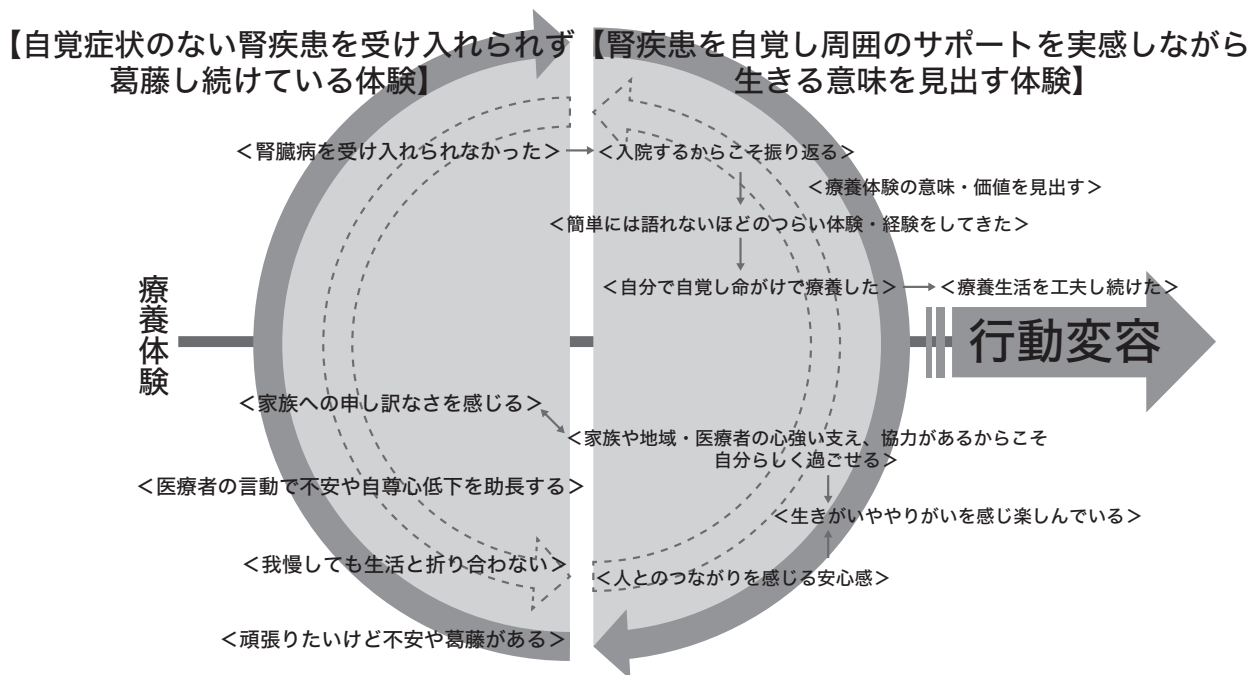 【自覚症状のない腎疾患を受け入れられず
葛藤し続けている体験】
【腎疾患を自覚し周囲のサポートを実感しながら
生きる意味を見出す体験】
＜腎臓病を受け入れられなかった＞
＜入院するからこそ振り返る＞
＜療養体験の意味・価値を見出す＞
＜簡単には語れないほどのつらい体験・経験をしてきた＞
＜自分で自覚し命がけで療養した＞
＜療養生活を工夫し続けた＞
療養体験
行動変容
＜家族への申し訳なさを感じる＞
＜家族や地域・医療者の心強い支え、協力があるからこそ
自分らしく過ごせる＞
＜医療者の言動で不安や自尊心低下を助長する＞
＜生きがいややりがいを感じ楽しんでいる＞
＜我慢しても生活と折り合わない＞
＜人とのつながりを感じる安心感＞
＜頑張りたいけど不安や葛藤がある＞